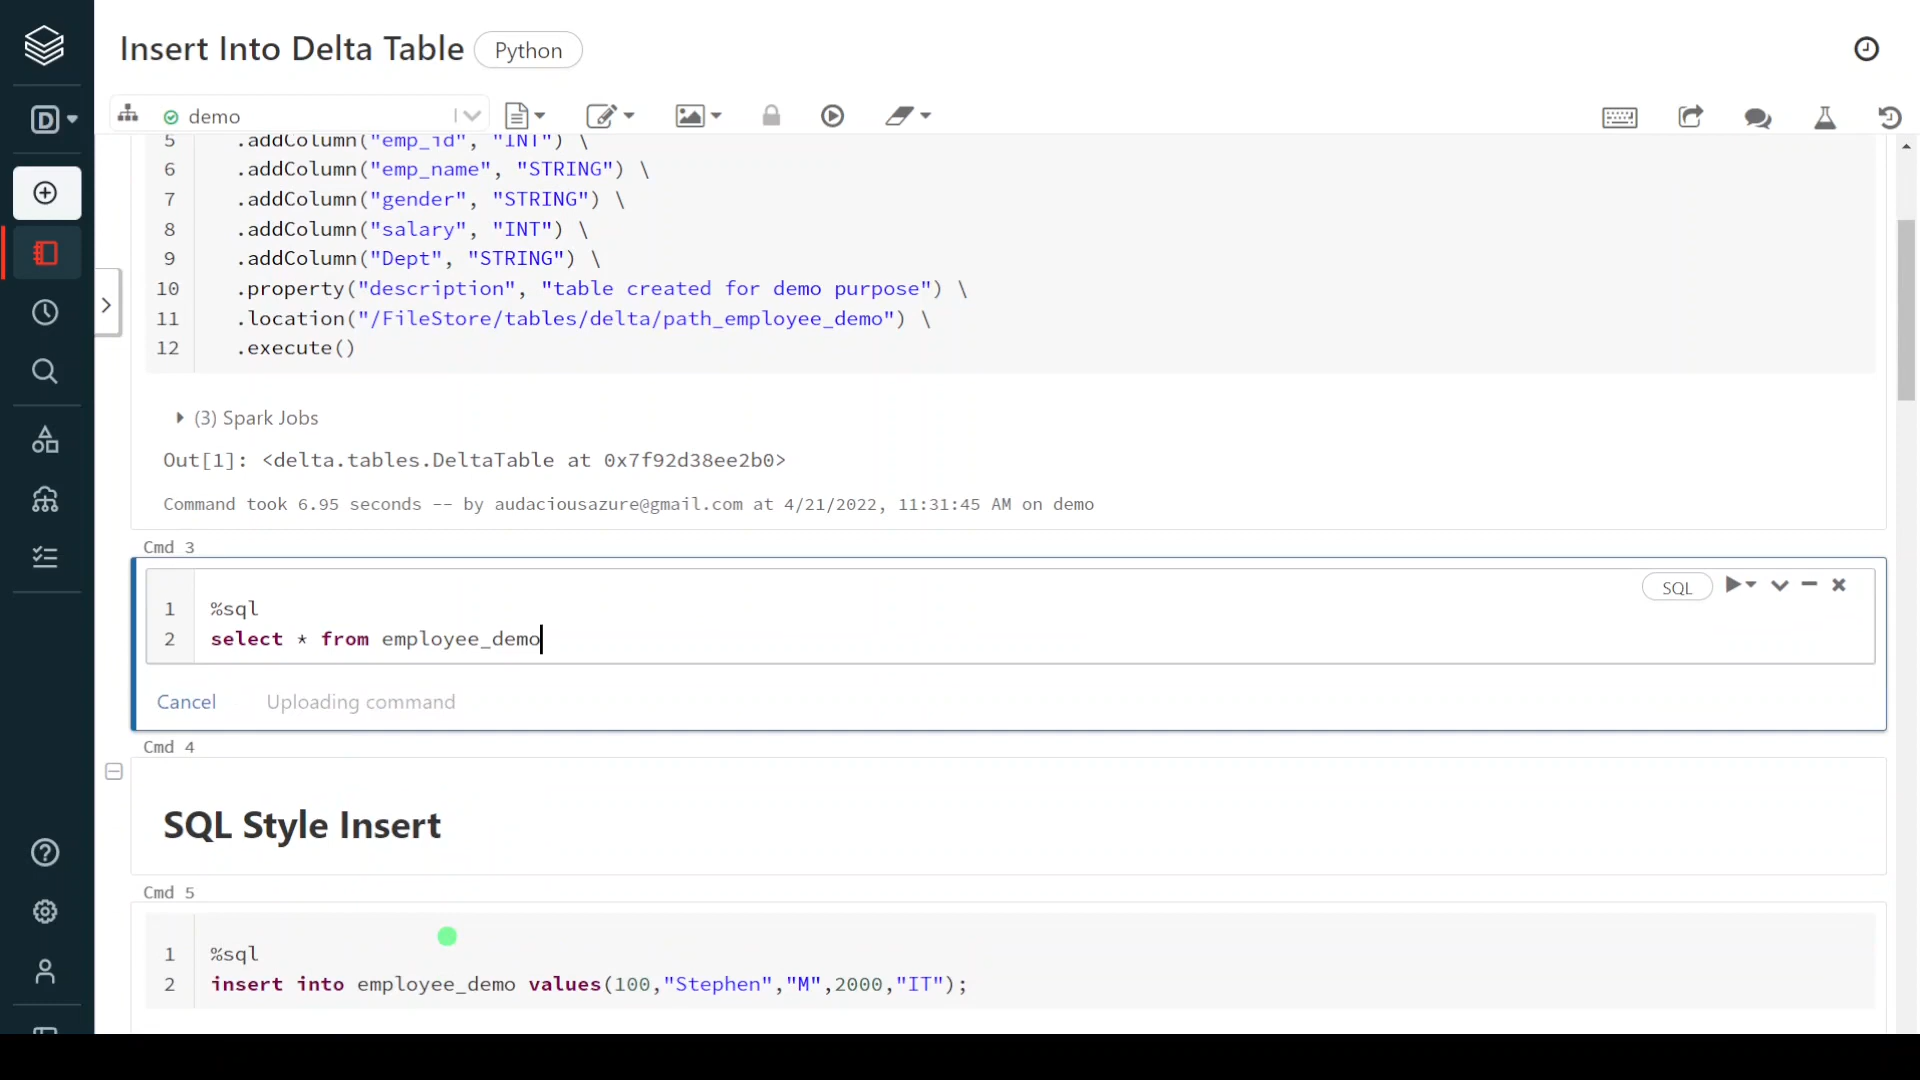 Insert Into Delta Table Python
demo
D
5 .addColumn("emp_id", "INT") \
6 .addColumn("emp_name", "STRING") \
7 .addColumn("gender", "STRING") \
8 .addColumn("salary", "INT") \
9 .addColumn("Dept", "STRING") \
10 .property("description", "table created for demo purpose") \
11 .location("/FileStore/tables/delta/path_employee_demo") \
12 .execute()
(3) Spark Jobs
Out[1]: <delta.tables.DeltaTable at 0x7f92d38ee2b0>
Command took 6.95 seconds -- by audaciousazure@gmail.com at 4/21/2022, 11:31:45 AM on demo
Cmd 3
SQL
1 %sql
2 select * from employee_demo
Cancel Uploading command
Cmd 4
SQL Style Insert
Cmd 5
1 %sql
2 insert into employee_demo values(100,"Stephen","M",2000,"IT");